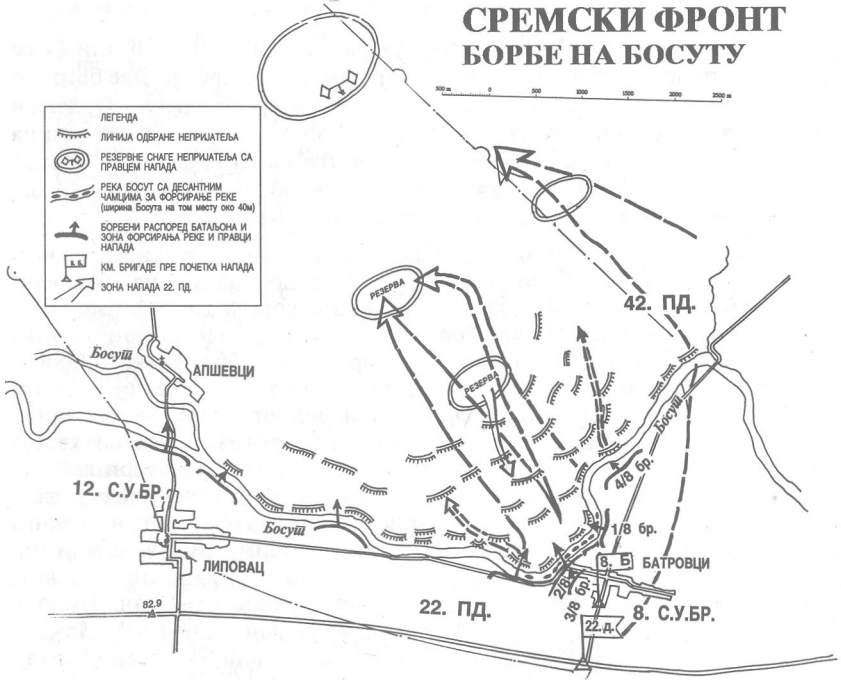 СРЕМСКИ ФРОНТ
БОРБЕ НА БОСУТУ
500 m 0 500 1000 1500 2000 2500 m
ЛЕГЕНДА
ЛИНИЈА ОДБРАНЕ НЕПРИЈАТЕЉА
РЕЗЕРВНЕ СНАГЕ НЕПРИЈАТЕЉА СА
ПРАВЦЕМ НАПАДА
РЕКА БОСУТ СА ДЕСАНТНИМ
ЧАМЦИМА ЗА ФОРСИРАЊЕ РЕКЕ
(ширина Босута на том месту око 40м)
БОРБЕНИ РАСПОРЕД БАТАЉОНА И
ЗОНА ФОРСИРАЊА РЕКЕ И ПРАВЦИ
НАПАДА
КМ. БРИГАДЕ ПРЕ ПОЧЕТКА НАПАДА
ЗОНА НАПАДА 22. ПД.
РЕЗЕРВА
42. ПД.
Босут
АПШЕВЦИ
РЕЗЕРВА
Босут
4/8 бр.
12. С.У.БР.
Босут
1/8 бр.
ЛИПОВАЦ
8. Б
БАТРОВЦИ
2/8
3/8 бр.
82.9
22. ПД.
8. С.У.БР.
22.д.